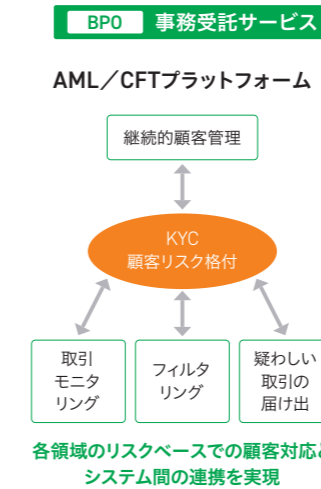 BPO 事務受託サービス
AML／CFTプラットフォーム
継続的顧客管理
KYC
顧客リスク格付
取引
モニタ
リング
フィルタ
リング
疑わしい
取引の
届け出
各領域のリスクベースでの顧客対応と
システム間の連携を実現